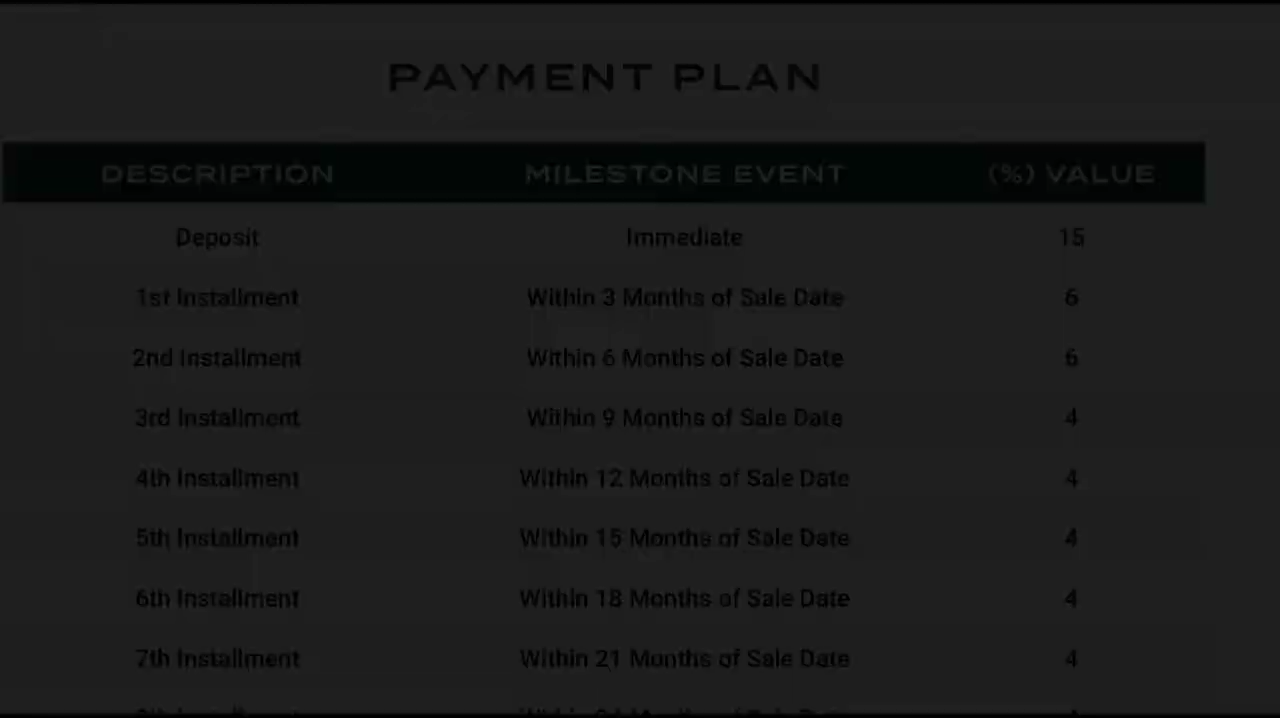 PAYMENT PLAN
DESCRIPTION MILESTONE EVENT (%) VALUE
Deposit Immediate 15
1st Installment Within 3 Months of Sale Date 6
2nd Installment Within 6 Months of Sale Date 6
3rd Installment Within 9 Months of Sale Date 4
4th Installment Within 12 Months of Sale Date 4
5th Installment Within 15 Months of Sale Date 4
6th Installment Within 18 Months of Sale Date 4
7th Installment Within 21 Months of Sale Date 4